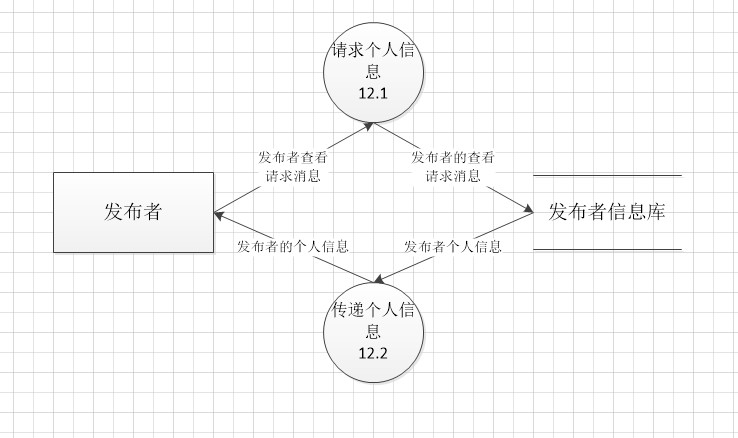 请求个人信
息
12.1
发布者查看
请求消息
发布者的查看
请求消息
发布者
发布者信息库
发布者的个人信息
发布者个人信息
传递个人信
息
12.2